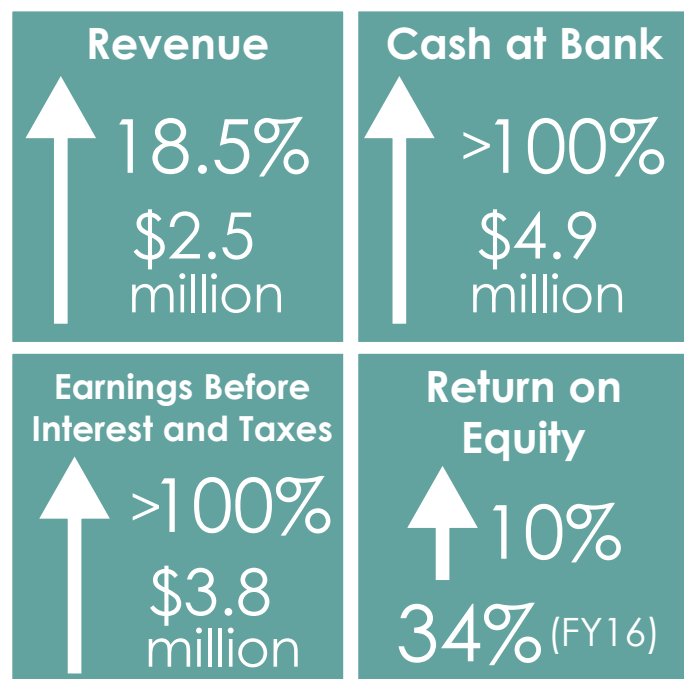 Revenue
18.5%
$2.5
million
Cash at Bank
>100%
$4.9
million
Earnings Before
Interest and Taxes
>100%
$3.8
million
Return on
Equity
10%
34% (FY16)